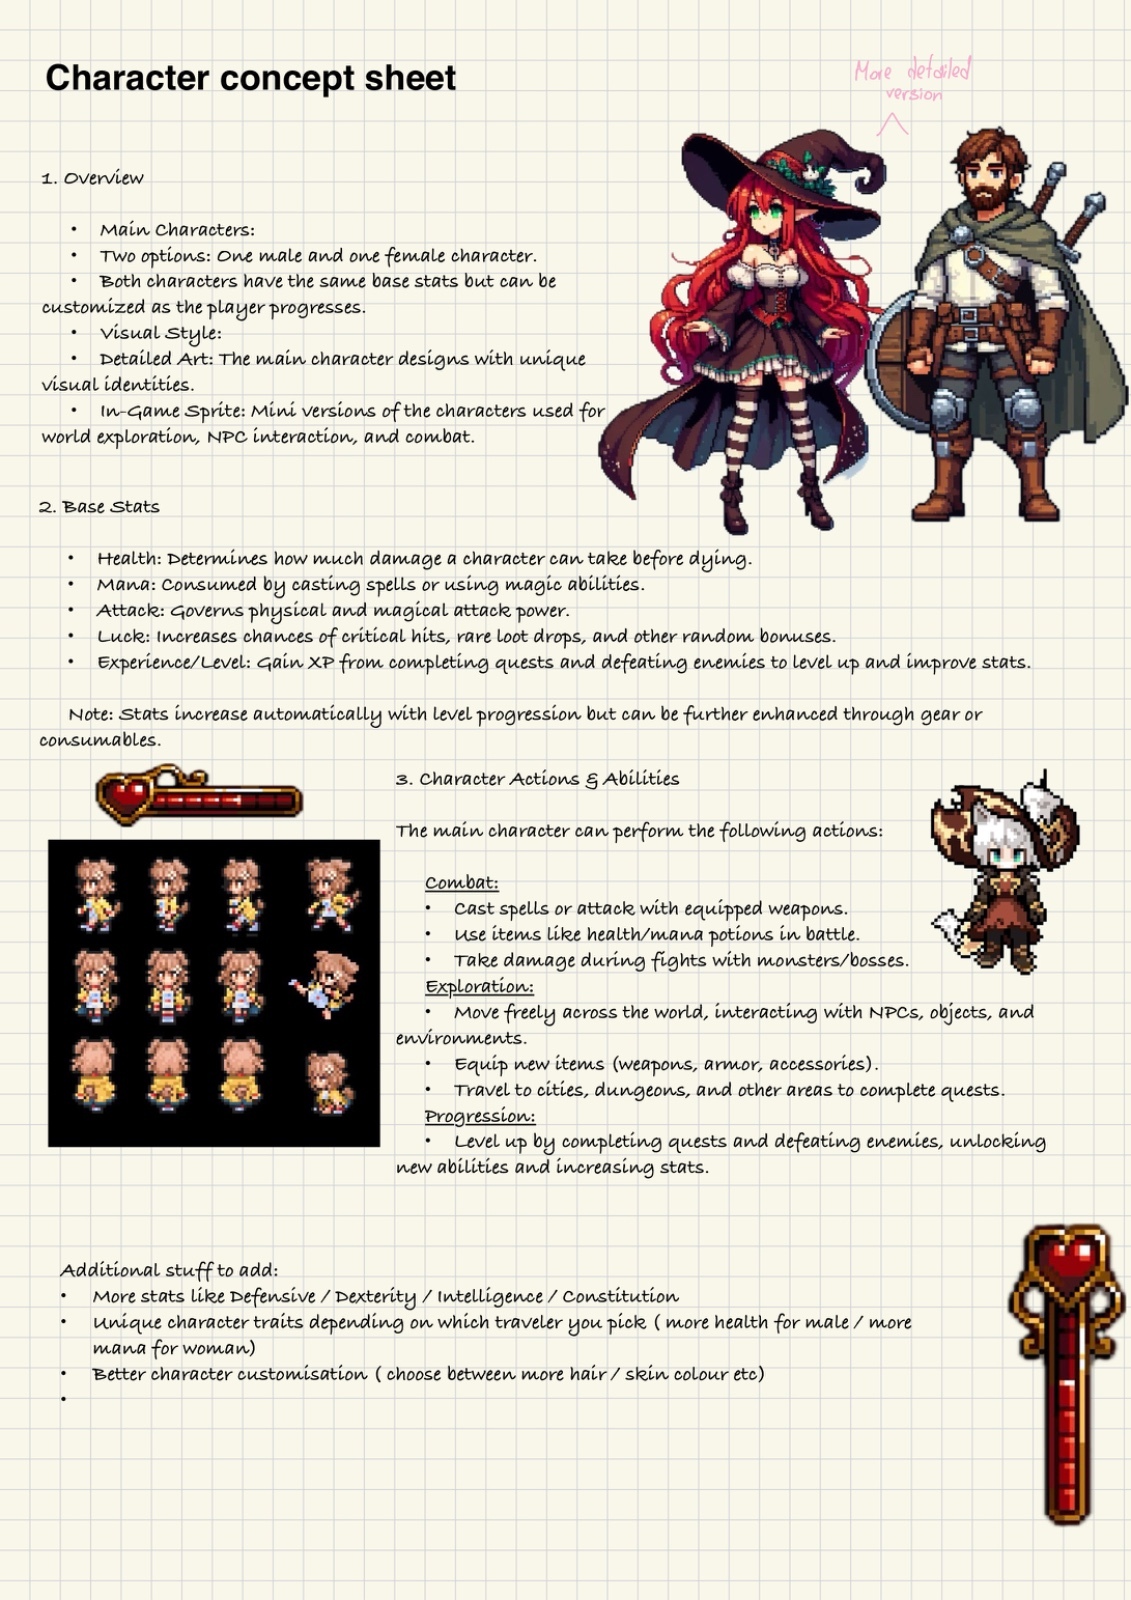 Character concept sheet
More detailed
version
1. Overview
• Main Characters:
• Two options: One male and one female character.
• Both characters have the same base stats but can be
customized as the player progresses.
• Visual Style:
• Detailed Art: The main character designs with unique
visual identities.
• In-Game Sprite: Mini versions of the characters used for
world exploration, NPC interaction, and combat.
2. Base Stats
• Health: Determines how much damage a character can take before dying.
• Mana: Consumed by casting spells or using magic abilities.
• Attack: Governs physical and magical attack power.
• Luck: Increases chances of critical hits, rare loot drops, and other random bonuses.
• Experience/Level: Gain XP from completing quests and defeating enemies to level up and improve stats.
Note: Stats increase automatically with level progression but can be further enhanced through gear or
consumables.
3. Character Actions & Abilities
The main character can perform the following actions:
Combat:
• Cast spells or attack with equipped weapons.
• Use items like health/mana potions in battle.
• Take damage during fights with monsters/bosses.
Exploration:
• Move freely across the world, interacting with NPCs, objects, and
environments.
• Equip new items (weapons, armor, accessories).
• Travel to cities, dungeons, and other areas to complete quests.
Progression:
• Level up by completing quests and defeating enemies, unlocking
new abilities and increasing stats.
Additional stuff to add:
• More stats like Defensive / Dexterity / Intelligence / Constitution
• Unique character traits depending on which traveler you pick ( more health for male / more
mana for woman)
• Better character customisation ( choose between more hair / skin colour etc)
•